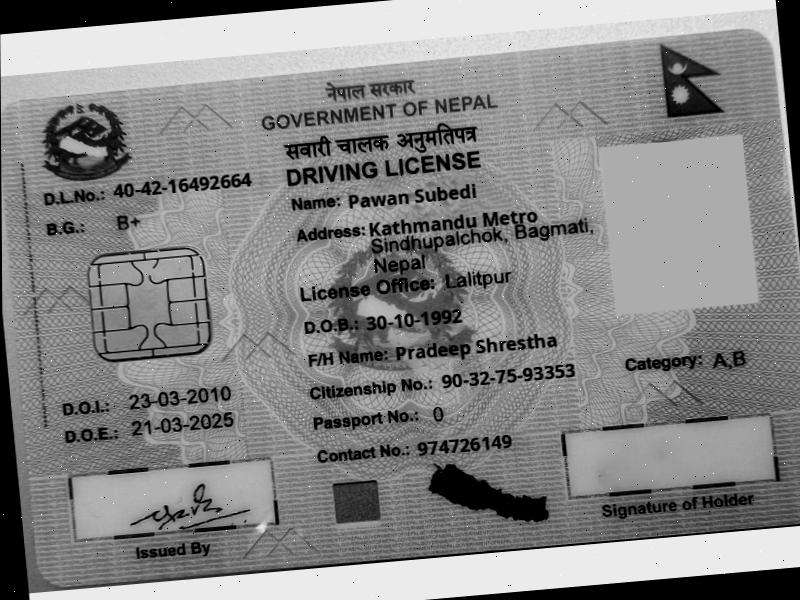 नेपाल सरकार
GOVERNMENT OF NEPAL
सवारी चालक अनुमतिपत्र
DRIVING LICENSE
D.L.No.: 40-42-16492664
B.G.: B+
Name: Pawan Subedi
Address: Kathmandu Metro
Sindhupalchok, Bagmati,
Nepal
License Office: Lalitpur
D.O.B.: 30-10-1992
F/H Name: Pradeep Shrestha
Citizenship No.: 90-32-75-93353
Category: A,B
D.O.I.: 23-03-2010
D.O.E.: 21-03-2025
Passport No.: 0
Contact No.: 974726149
Issued By
Signature of Holder